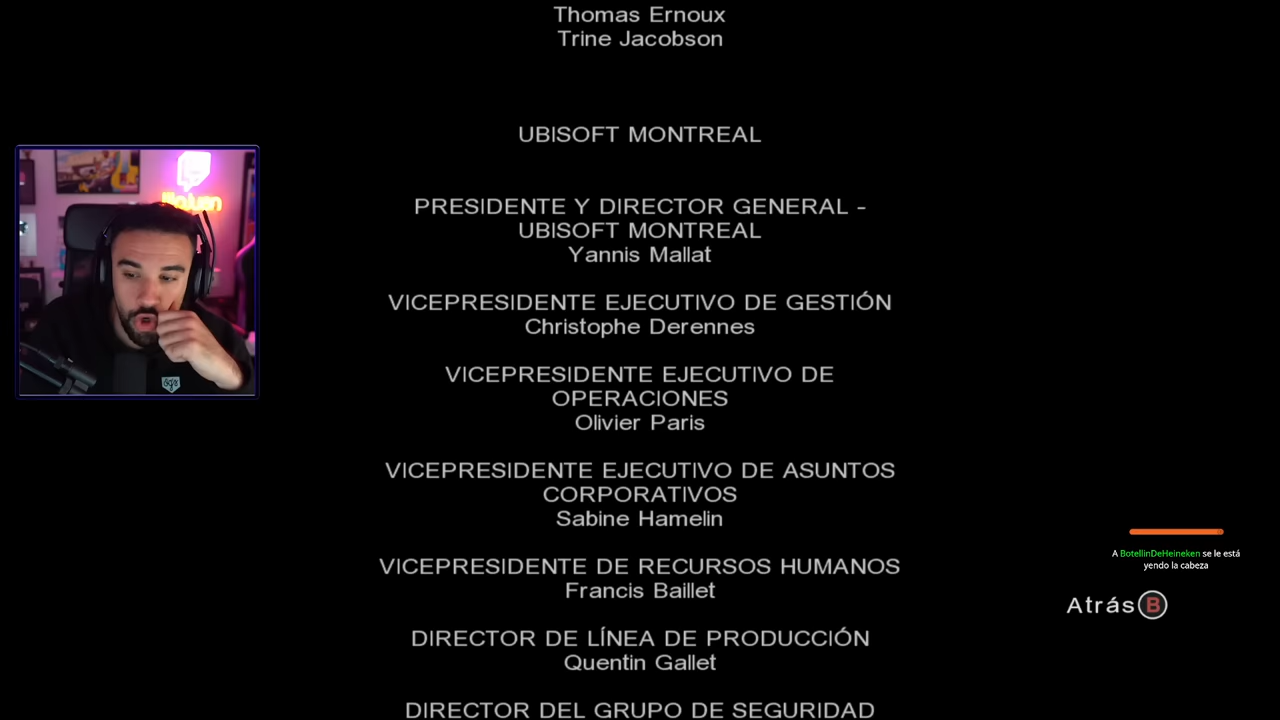 Thomas Ernoux
Trine Jacobson
UBISOFT MONTREAL
PRESIDENTE Y DIRECTOR GENERAL -
UBISOFT MONTREAL
Yannis Mallat
VICEPRESIDENTE EJECUTIVO DE GESTIÓN
Christophe Derennes
VICEPRESIDENTE EJECUTIVO DE
OPERACIONES
Olivier Paris
VICEPRESIDENTE EJECUTIVO DE ASUNTOS
CORPORATIVOS
Sabine Hamelin
VICEPRESIDENTE DE RECURSOS HUMANOS
Francis Baillet
DIRECTOR DE LÍNEA DE PRODUCCIÓN
Quentin Gallet
DIRECTOR DEL GRUPO DE SEGURIDAD
A BotellinDeHeineken se le está
yendo la cabeza
Atrás B